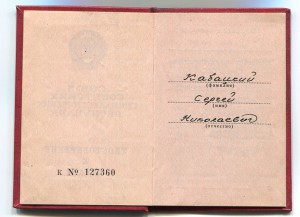 К № 127360
Кабацкий
(фамилия)
Сергей
(имя)
Николаевич
(отчество)